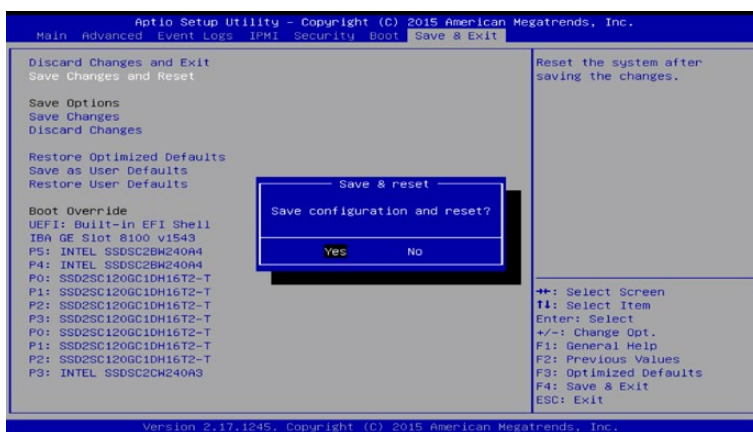 Aptio Setup Utility – Copyright (C) 2015 American Megatrends, Inc.
Main Advanced Event Logs IPMI Security Boot Save & Exit
Discard Changes and Exit
Save Changes and Reset
Save Options
Save Changes
Discard Changes
Restore Optimized Defaults
Save as User Defaults
Restore User Defaults
Boot Override
UEFI: Built-in EFI Shell
IBA GE Slot 8100 v1543
P5: INTEL SSDSC2BW240A4
P4: INTEL SSDSC2BW240A4
P0: SSD2SC120GC1DH16T2-T
P1: SSD2SC120GC1DH16T2-T
P2: SSD2SC120GC1DH16T2-T
P3: SSD2SC120GC1DH16T2-T
P0: SSD2SC120GC1DH16T2-T
P1: SSD2SC120GC1DH16T2-T
P2: SSD2SC120GC1DH16T2-T
P3: INTEL SSDSC2CW240A3
Save & reset
Save configuration and reset?
Yes No
Reset the system after
saving the changes.
→←: Select Screen
↑↓: Select Item
Enter: Select
+/-: Change Opt.
F1: General Help
F2: Previous Values
F3: Optimized Defaults
F4: Save & Exit
ESC: Exit
Version 2.17.1245. Copyright (C) 2015 American Megatrends, Inc.